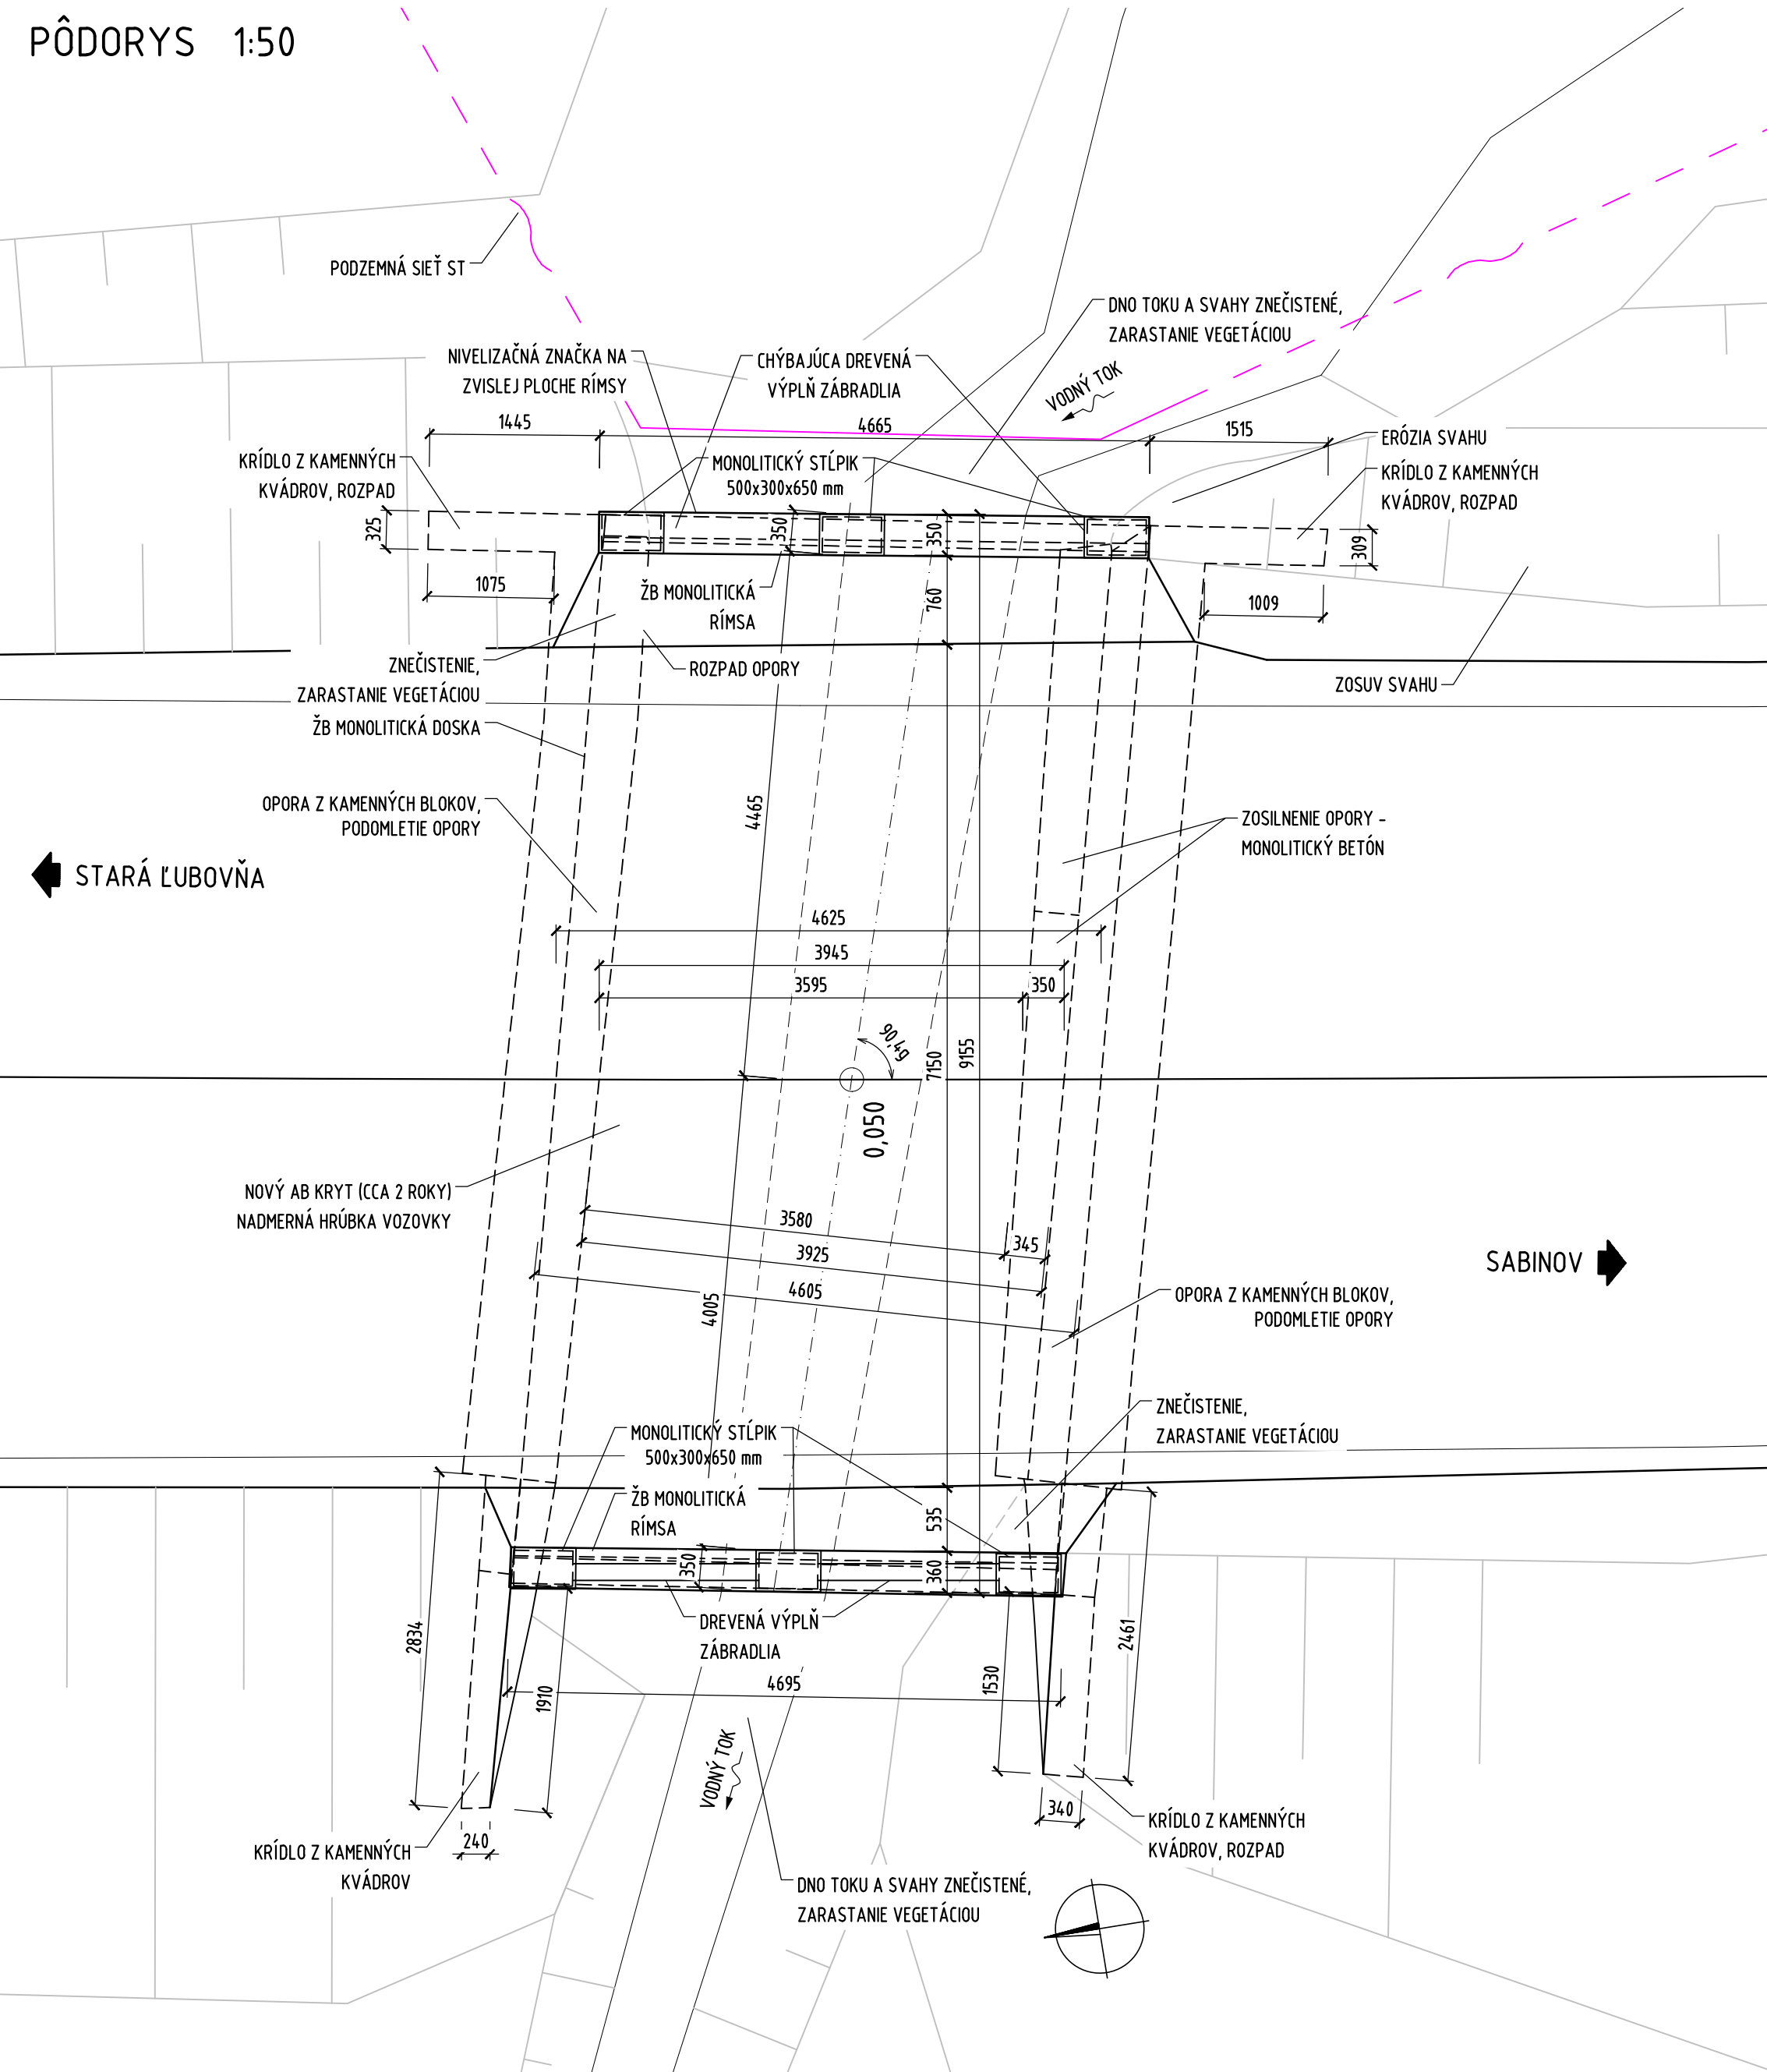 PÔDORYS 1:50
PODZEMNÁ SIEŤ ST
DNO TOKU A SVAHY ZNEČISTENÉ,
ZARASTANIE VEGETÁCIOU
NIVELIZAČNÁ ZNAČKA NA
ZVISLEJ PLOCHE RÍMSY
CHÝBAJÚCA DREVENÁ
VÝPLŇ ZÁBRADLIA
VODNÝ TOK
1445
4665
1515
ERÓZIA SVAHU
KRÍDLO Z KAMENNÝCH
KVÁDROV, ROZPAD
MONOLITICKÝ STĹPIK
500x300x650 mm
KRÍDLO Z KAMENNÝCH
KVÁDROV, ROZPAD
325
350
350
309
1075
ŽB MONOLITICKÁ
RÍMSA
760
1009
ZNEČISTENIE,
ZARASTANIE VEGETÁCIOU
ROZPAD OPORY
ZOSUV SVAHU
ŽB MONOLITICKÁ DOSKA
OPORA Z KAMENNÝCH BLOKOV,
PODOMLETIE OPORY
4465
ZOSILNENIE OPORY -
MONOLITICKÝ BETÓN
STARÁ ĽUBOVŇA
4625
3945
3595
350
90,4g
7150
9155
0,050
NOVÝ AB KRYT (CCA 2 ROKY)
NADMERNÁ HRÚBKA VOZOVKY
3580
345
3925
4605
4005
SABINOV
OPORA Z KAMENNÝCH BLOKOV,
PODOMLETIE OPORY
ZNEČISTENIE,
ZARASTANIE VEGETÁCIOU
MONOLITICKÝ STĹPIK
500x300x650 mm
ŽB MONOLITICKÁ
RÍMSA
535
350
360
DREVENÁ VÝPLŇ
ZÁBRADLIA
2834
1910
4695
1530
2461
VODNÝ TOK
240
340
KRÍDLO Z KAMENNÝCH
KVÁDROV
KRÍDLO Z KAMENNÝCH
KVÁDROV, ROZPAD
DNO TOKU A SVAHY ZNEČISTENÉ,
ZARASTANIE VEGETÁCIOU